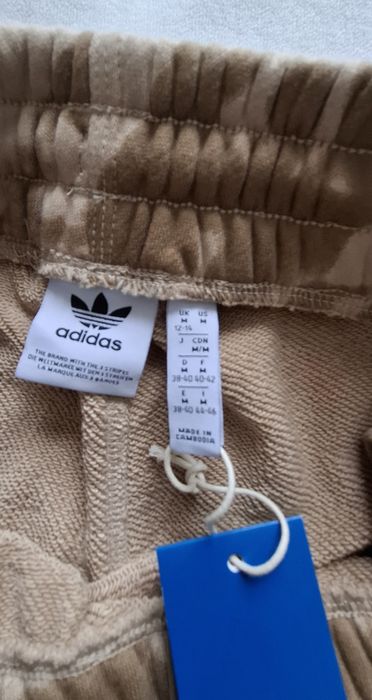 adidas
THE BRAND WITH THE 3 STRIPES
DIE WELTMARKE MIT DEN 3 STREIFEN
LA MARQUE AUX 3 BANDES
UK US
M M
12-14
J CDN
M M/M
D F
M M
38-40 40-42
E I
M M
38-40 44-46
MADE IN
CAMBODIA